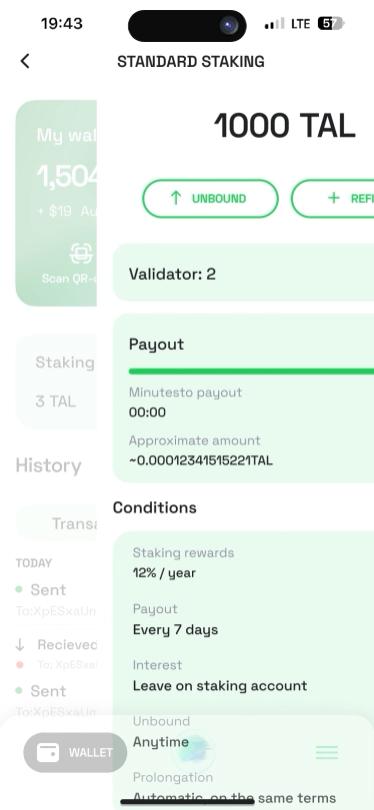 19:43
LTE
57
STANDARD STAKING
My wal
1000 TAL
1,504
+ $19 Au
UNBOUND
REFI
Scan QR-c
Validator: 2
Payout
Staking
Minutesto payout
3 TAL
00:00
Approximate amount
~0.00012341515221TAL
History
Conditions
Transa
Staking rewards
TODAY
12% / year
Sent
To:XpESxaUn
Payout
Every 7 days
Recieved
To; XpESxaU
Interest
Leave on staking account
Sent
To:XpESxaUn
Unbound
WALLET
Anytime
Prolongation
Automatic, on the same terms